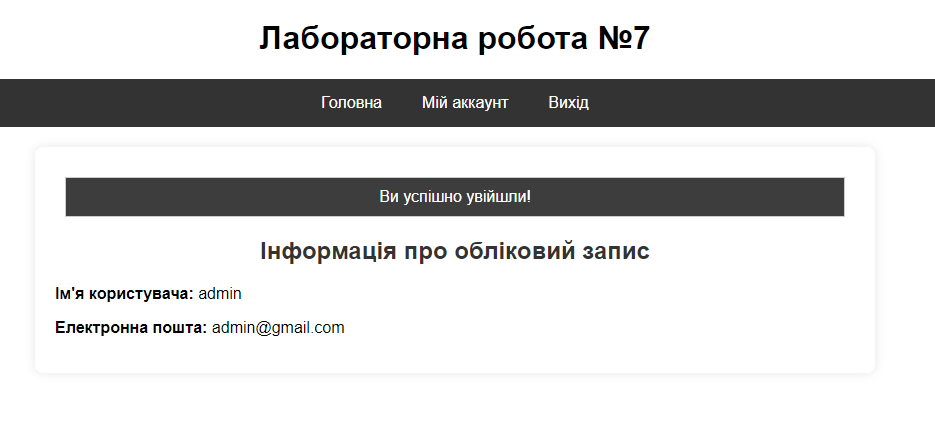 Лабораторна робота №7
Головна Мій аккаунт Вихід
Ви успішно увійшли!
Інформація про обліковий запис
Ім'я користувача: admin
Електронна пошта: admin@gmail.com